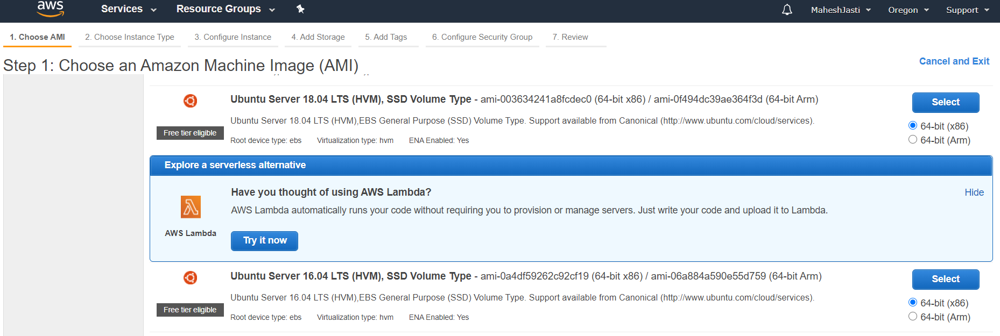 aws Services Resource Groups MaheshJasti Oregon Support
1. Choose AMI 2. Choose Instance Type 3. Configure Instance 4. Add Storage 5. Add Tags 6. Configure Security Group 7. Review
Step 1: Choose an Amazon Machine Image (AMI)
Cancel and Exit
Ubuntu Server 18.04 LTS (HVM), SSD Volume Type - ami-003634241a8fcdec0 (64-bit x86) / ami-0f494dc39ae364f3d (64-bit Arm)
Select
Ubuntu Server 18.04 LTS (HVM),EBS General Purpose (SSD) Volume Type. Support available from Canonical (http://www.ubuntu.com/cloud/services).
64-bit (x86)
Free tier eligible
Root device type: ebs Virtualization type: hvm ENA Enabled: Yes
64-bit (Arm)
Explore a serverless alternative
Have you thought of using AWS Lambda?
Hide
AWS Lambda automatically runs your code without requiring you to provision or manage servers. Just write your code and upload it to Lambda.
AWS Lambda
Try it now
Ubuntu Server 16.04 LTS (HVM), SSD Volume Type - ami-0a4df59262c92cf19 (64-bit x86) / ami-06a884a590e55d759 (64-bit Arm)
Select
Ubuntu Server 16.04 LTS (HVM),EBS General Purpose (SSD) Volume Type. Support available from Canonical (http://www.ubuntu.com/cloud/services).
64-bit (x86)
Free tier eligible
Root device type: ebs Virtualization type: hvm ENA Enabled: Yes
64-bit (Arm)